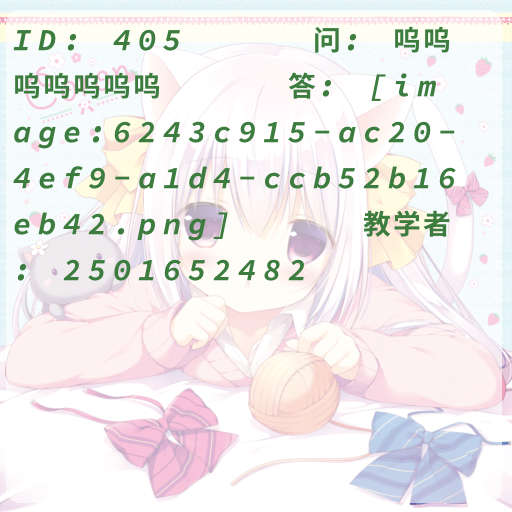 ID: 405 问: 呜呜
呜呜呜呜呜 答: [im
age:6243c915-ac20-
4ef9-a1d4-ccb52b16
eb42.png] 教学者
: 2501652482